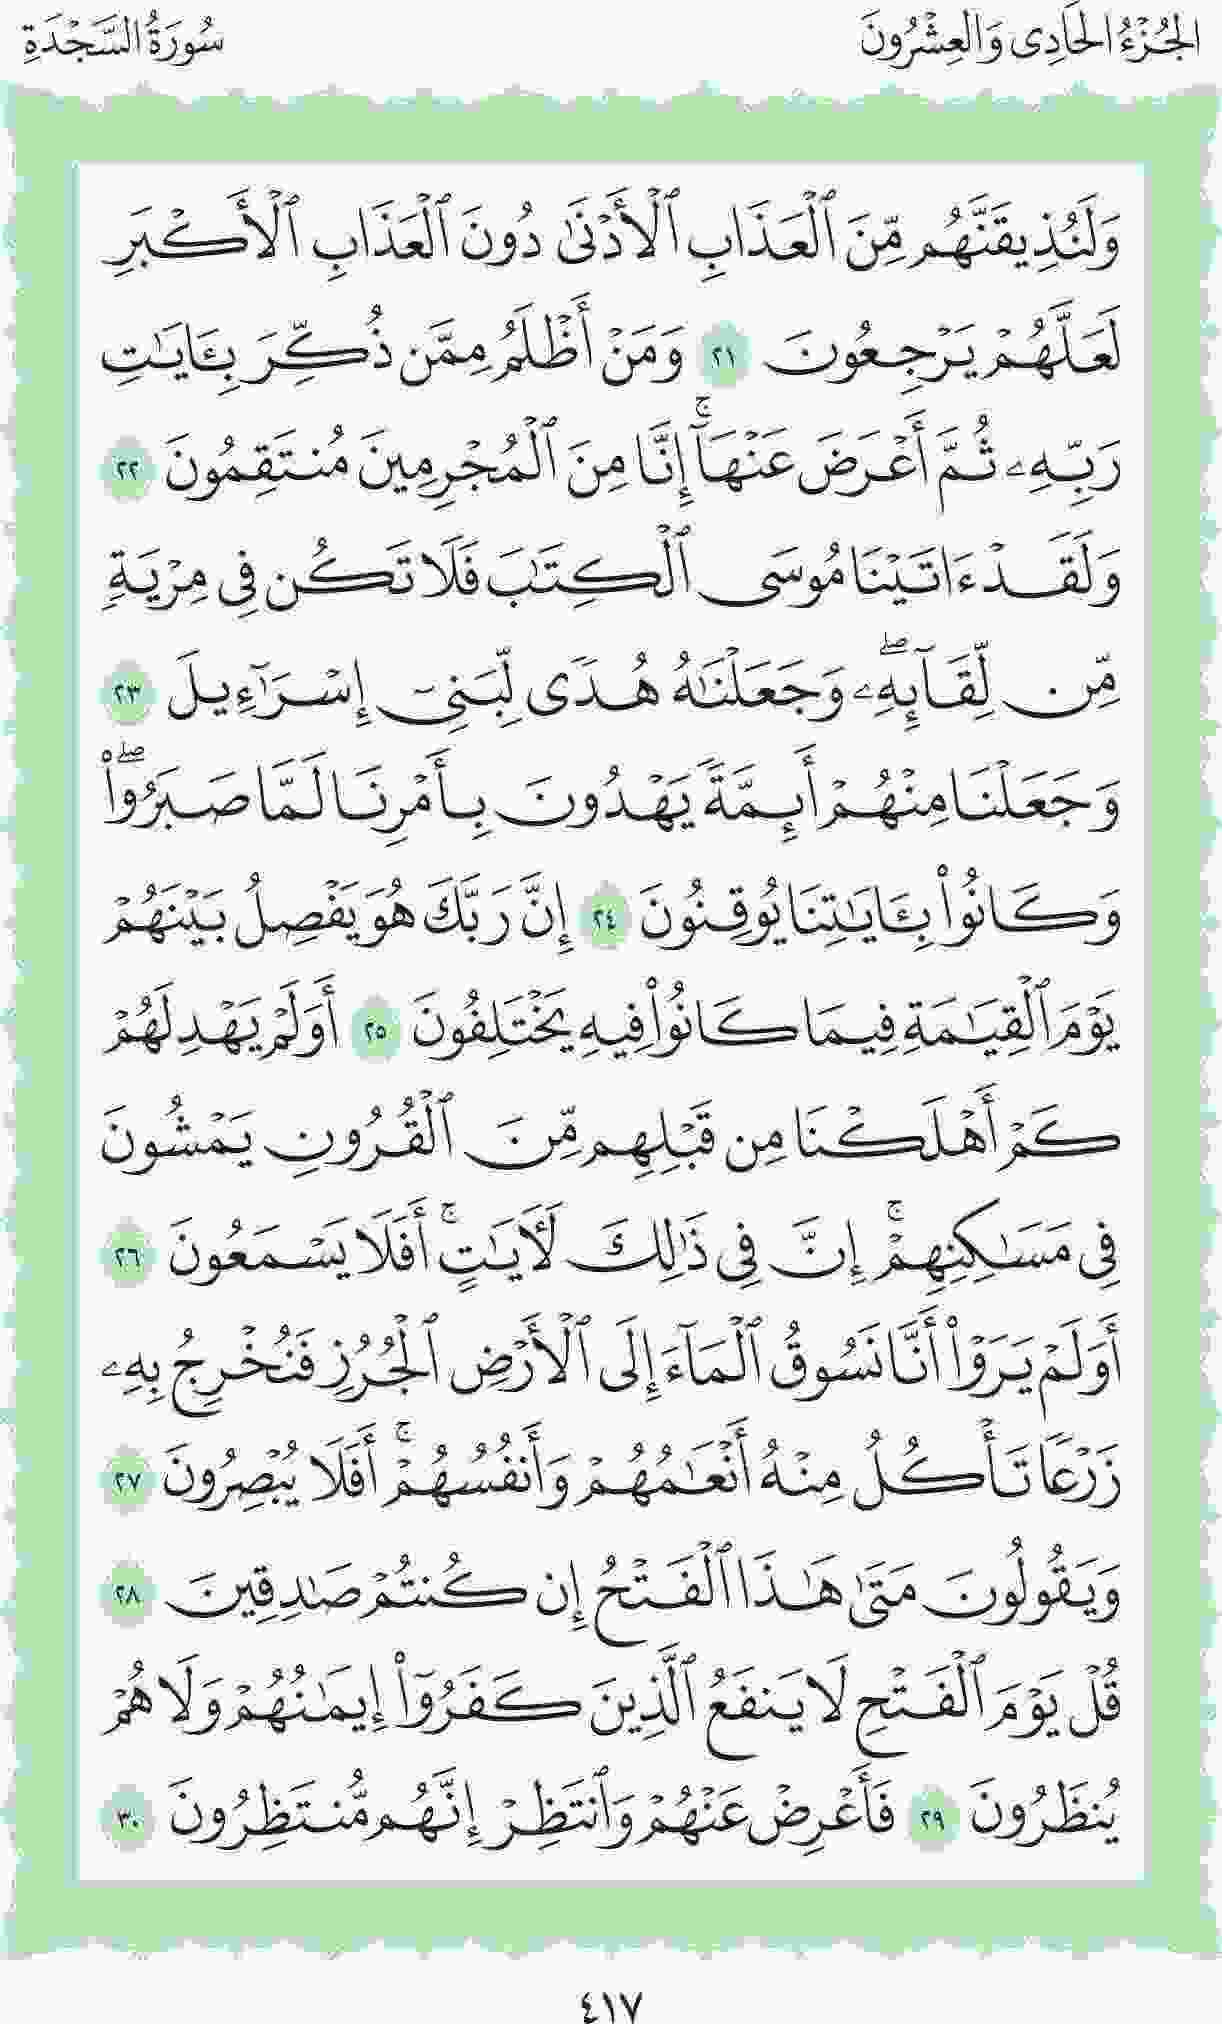 الجُزْءُ الحَادِى وَالعِشْرُونَ
سُورَةُ السَّجْدَةِ
وَلَنُذِيقَنَّهُم مِّنَ ٱلْعَذَابِ ٱلْأَدْنَىٰ دُونَ ٱلْعَذَابِ ٱلْأَكْبَرِ
لَعَلَّهُمْ يَرْجِعُونَ ٢١ وَمَنْ أَظْلَمُ مِمَّن ذُكِّرَ بِـَٔايَـٰتِ
رَبِّهِۦ ثُمَّ أَعْرَضَ عَنْهَآ ۚ إِنَّا مِنَ ٱلْمُجْرِمِينَ مُنتَقِمُونَ ٢٢
وَلَقَدْ ءَاتَيْنَا مُوسَى ٱلْكِتَـٰبَ فَلَا تَكُن فِى مِرْيَةٍ
مِّن لِّقَآئِهِۦ ۖ وَجَعَلْنَـٰهُ هُدًى لِّبَنِىٓ إِسْرَٰٓءِيلَ ٢٣
وَجَعَلْنَا مِنْهُمْ أَئِمَّةً يَهْدُونَ بِأَمْرِنَا لَمَّا صَبَرُوا۟ ۖ
وَكَانُوا۟ بِـَٔايَـٰتِنَا يُوقِنُونَ ٢٤ إِنَّ رَبَّكَ هُوَ يَفْصِلُ بَيْنَهُمْ
يَوْمَ ٱلْقِيَـٰمَةِ فِيمَا كَانُوا۟ فِيهِ يَخْتَلِفُونَ ٢٥ أَوَلَمْ يَهْدِ لَهُمْ
كَمْ أَهْلَكْنَا مِن قَبْلِهِم مِّنَ ٱلْقُرُونِ يَمْشُونَ
فِى مَسَـٰكِنِهِمْ ۚ إِنَّ فِى ذَٰلِكَ لَـَٔايَـٰتٍ ۖ أَفَلَا يَسْمَعُونَ ٢٦
أَوَلَمْ يَرَوْا۟ أَنَّا نَسُوقُ ٱلْمَآءَ إِلَى ٱلْأَرْضِ ٱلْجُرُزِ فَنُخْرِجُ بِهِۦ
زَرْعًا تَأْكُلُ مِنْهُ أَنْعَـٰمُهُمْ وَأَنفُسُهُمْ ۖ أَفَلَا يُبْصِرُونَ ٢٧
وَيَقُولُونَ مَتَىٰ هَـٰذَا ٱلْفَتْحُ إِن كُنتُمْ صَـٰدِقِينَ ٢٨
قُلْ يَوْمَ ٱلْفَتْحِ لَا يَنفَعُ ٱلَّذِينَ كَفَرُوٓا۟ إِيمَـٰنُهُمْ وَلَا هُمْ
يُنظَرُونَ ٢٩ فَأَعْرِضْ عَنْهُمْ وَٱنتَظِرْ إِنَّهُم مُّنتَظِرُونَ ٣٠
٤١٧